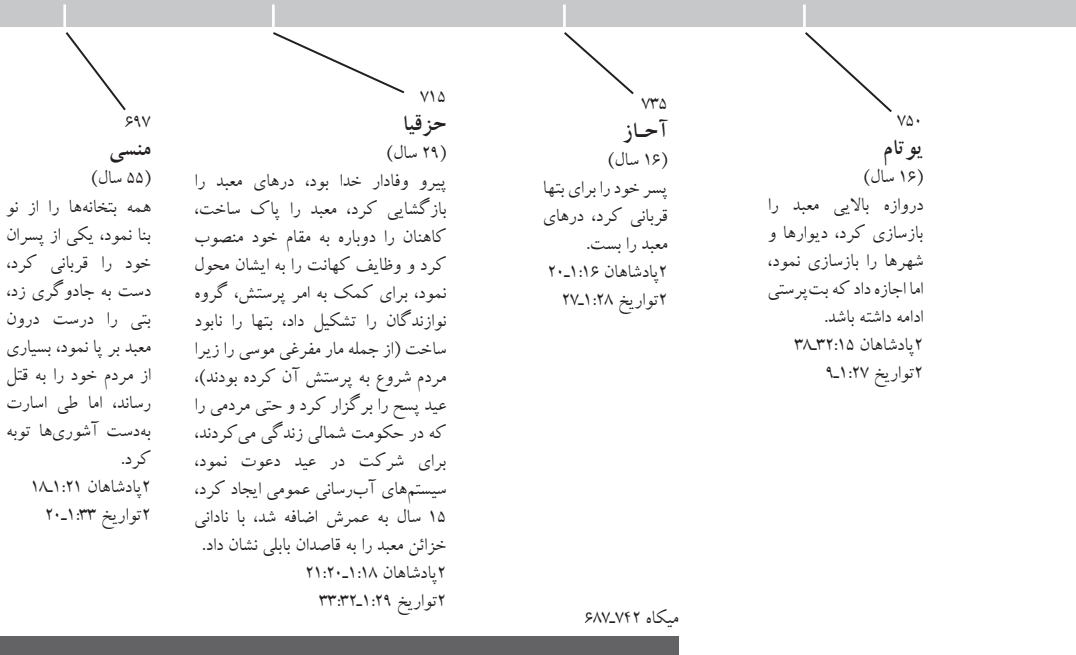 ۷۵۰
یوتام
(۱۶ سال)
دروازه بالایی معبد را
بازسازی کرد، دیوارها و
شهرها را بازسازی نمود،
اما اجازه داد که بت‌پرستی
ادامه داشته باشد.
۲پادشاهان ۳۲:۱۵ـ۳۸
۲تواریخ ۱:۲۷ـ۹
۷۳۵
آحـاز
(۱۶ سال)
پسر خود را برای بتها
قربانی کرد، درهای
معبد را بست.
۲پادشاهان ۱:۱۶ـ۲۰
۲تواریخ ۱:۲۸ـ۲۷
۷۱۵
حزقیا
(۲۹ سال)
پیرو وفادار خدا بود، درهای معبد را
بازگشایی کرد، معبد را پاک ساخت،
کاهنان را دوباره به مقام خود منصوب
کرد و وظایف کهانت را به ایشان محول
نمود، برای کمک به امر پرستش، گروه
نوازندگان را تشکیل داد، بتها را نابود
ساخت (از جمله مار مفرغی موسی را زیرا
مردم شروع به پرستش آن کرده بودند)،
عید پسح را برگزار کرد و حتی مردمی را
که در حکومت شمالی زندگی می‌کردند،
برای شرکت در عید دعوت نمود،
سیستم‌های آب‌رسانی عمومی ایجاد کرد،
۱۵ سال به عمرش اضافه شد، با نادانی
خزائن معبد را به قاصدان بابلی نشان داد.
۲پادشاهان ۱:۱۸ـ۲۱:۲۰
۲تواریخ ۱:۲۹ـ۳۳:۳۲
۶۹۷
منسی
(۵۵ سال)
همه بتخانه‌ها را از نو
بنا نمود، یکی از پسران
خود را قربانی کرد،
دست به جادوگری زد،
بتی را درست درون
معبد بر پا نمود، بسیاری
از مردم خود را به قتل
رساند، اما طی اسارت
به‌دست آشوری‌ها توبه
کرد.
۲پادشاهان ۱:۲۱ـ۱۸
۲تواریخ ۱:۳۳ـ۲۰
میکاه ۷۴۲ـ۶۸۷